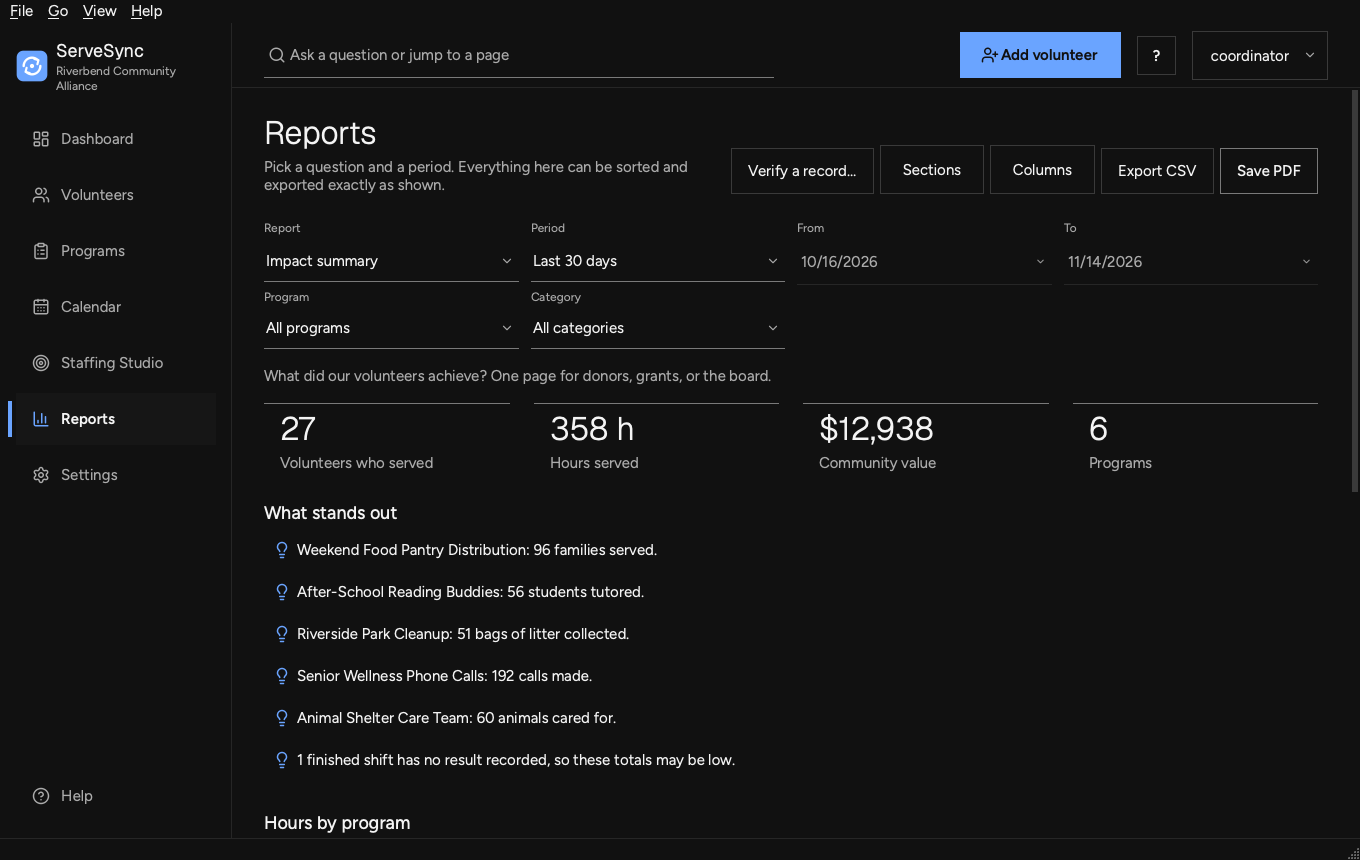 File Go View Help
ServeSync
Riverbend Community
Alliance
Ask a question or jump to a page
Add volunteer
?
coordinator
Dashboard
Volunteers
Programs
Calendar
Staffing Studio
Reports
Settings
Help
Reports
Pick a question and a period. Everything here can be sorted and
exported exactly as shown.
Verify a record... Sections Columns Export CSV Save PDF
Report Period From To
Impact summary Last 30 days 10/16/2026 11/14/2026
Program Category
All programs All categories
What did our volunteers achieve? One page for donors, grants, or the board.
27 358 h $12,938 6
Volunteers who served Hours served Community value Programs
What stands out
Weekend Food Pantry Distribution: 96 families served.
After-School Reading Buddies: 56 students tutored.
Riverside Park Cleanup: 51 bags of litter collected.
Senior Wellness Phone Calls: 192 calls made.
Animal Shelter Care Team: 60 animals cared for.
1 finished shift has no result recorded, so these totals may be low.
Hours by program